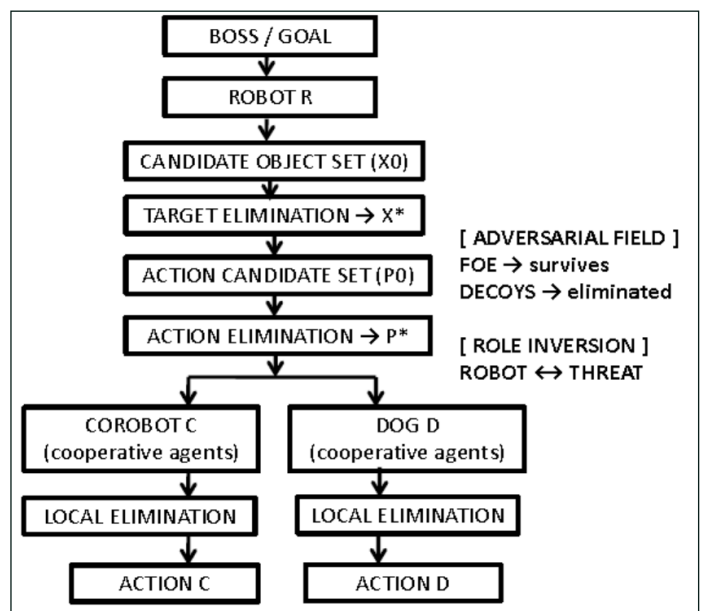 BOSS / GOAL
ROBOT R
CANDIDATE OBJECT SET (X0)
TARGET ELIMINATION → X*
[ ADVERSARIAL FIELD ]
FOE → survives
DECOYS → eliminated
ACTION CANDIDATE SET (P0)
ACTION ELIMINATION → P*
[ ROLE INVERSION ]
ROBOT ↔ THREAT
COROBOT C
(cooperative agents)
DOG D
(cooperative agents)
LOCAL ELIMINATION
LOCAL ELIMINATION
ACTION C
ACTION D